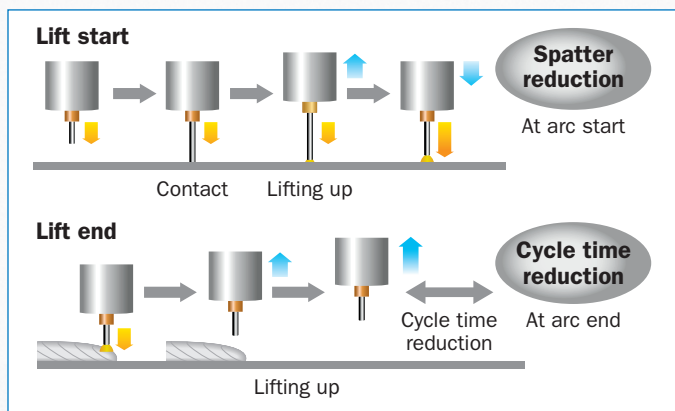 Lift start
Spatter
reduction
At arc start
Contact
Lifting up
Lift end
Cycle time
reduction
At arc end
Cycle time
reduction
Lifting up